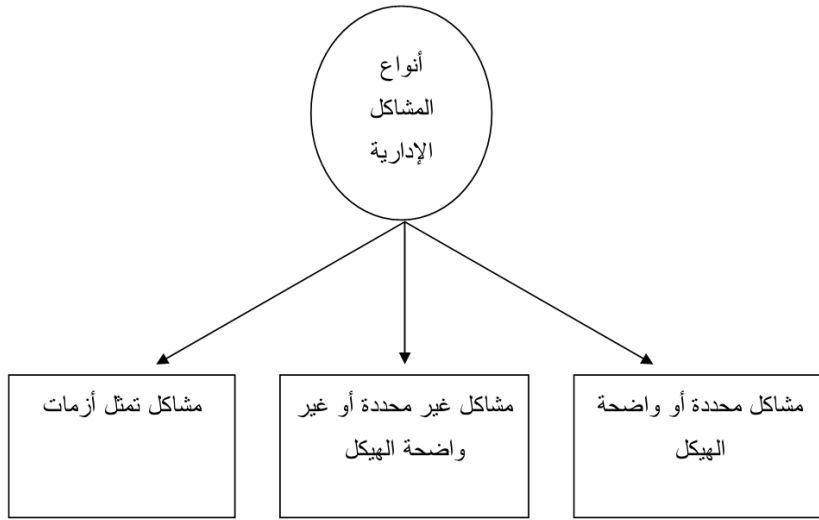 أنواع
المشاكل
الإدارية
مشاكل محددة أو واضحة
الهيكل
مشاكل غير محددة أو غير
واضحة الهيكل
مشاكل تمثل أزمات